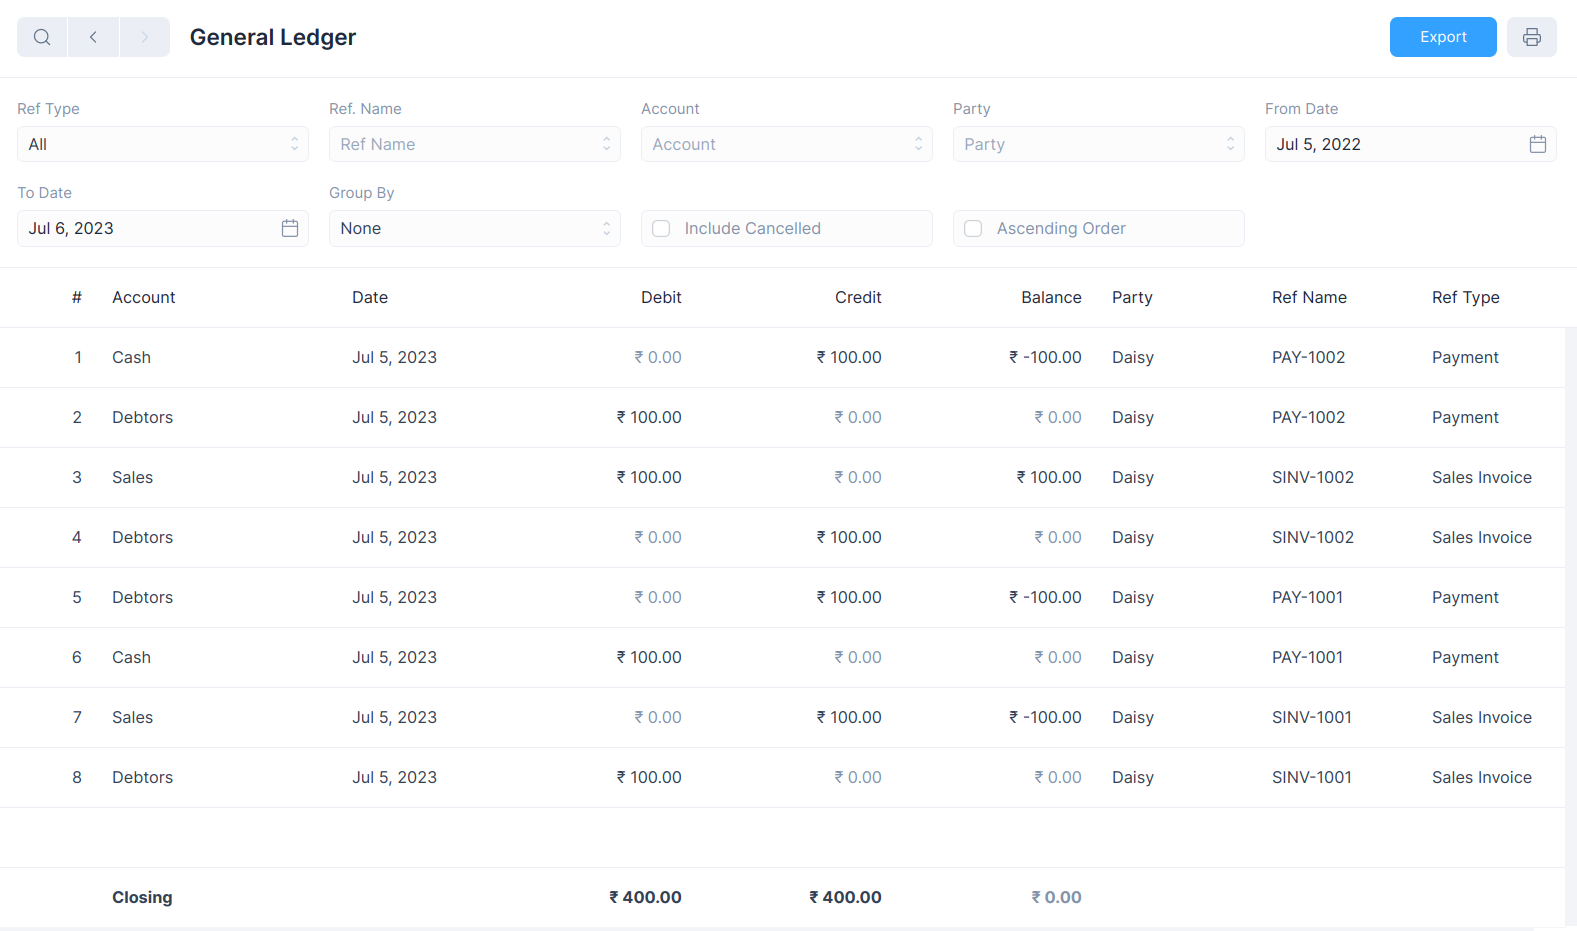 General Ledger
Export
Ref Type Ref. Name Account Party From Date
All Ref Name Account Party Jul 5, 2022
To Date Group By
Jul 6, 2023 None Include Cancelled Ascending Order
# Account Date Debit Credit Balance Party Ref Name Ref Type
1 Cash Jul 5, 2023 ₹ 0.00 ₹ 100.00 ₹ -100.00 Daisy PAY-1002 Payment
2 Debtors Jul 5, 2023 ₹ 100.00 ₹ 0.00 ₹ 0.00 Daisy PAY-1002 Payment
3 Sales Jul 5, 2023 ₹ 100.00 ₹ 0.00 ₹ 100.00 Daisy SINV-1002 Sales Invoice
4 Debtors Jul 5, 2023 ₹ 0.00 ₹ 100.00 ₹ 0.00 Daisy SINV-1002 Sales Invoice
5 Debtors Jul 5, 2023 ₹ 0.00 ₹ 100.00 ₹ -100.00 Daisy PAY-1001 Payment
6 Cash Jul 5, 2023 ₹ 100.00 ₹ 0.00 ₹ 0.00 Daisy PAY-1001 Payment
7 Sales Jul 5, 2023 ₹ 0.00 ₹ 100.00 ₹ -100.00 Daisy SINV-1001 Sales Invoice
8 Debtors Jul 5, 2023 ₹ 100.00 ₹ 0.00 ₹ 0.00 Daisy SINV-1001 Sales Invoice
Closing ₹ 400.00 ₹ 400.00 ₹ 0.00